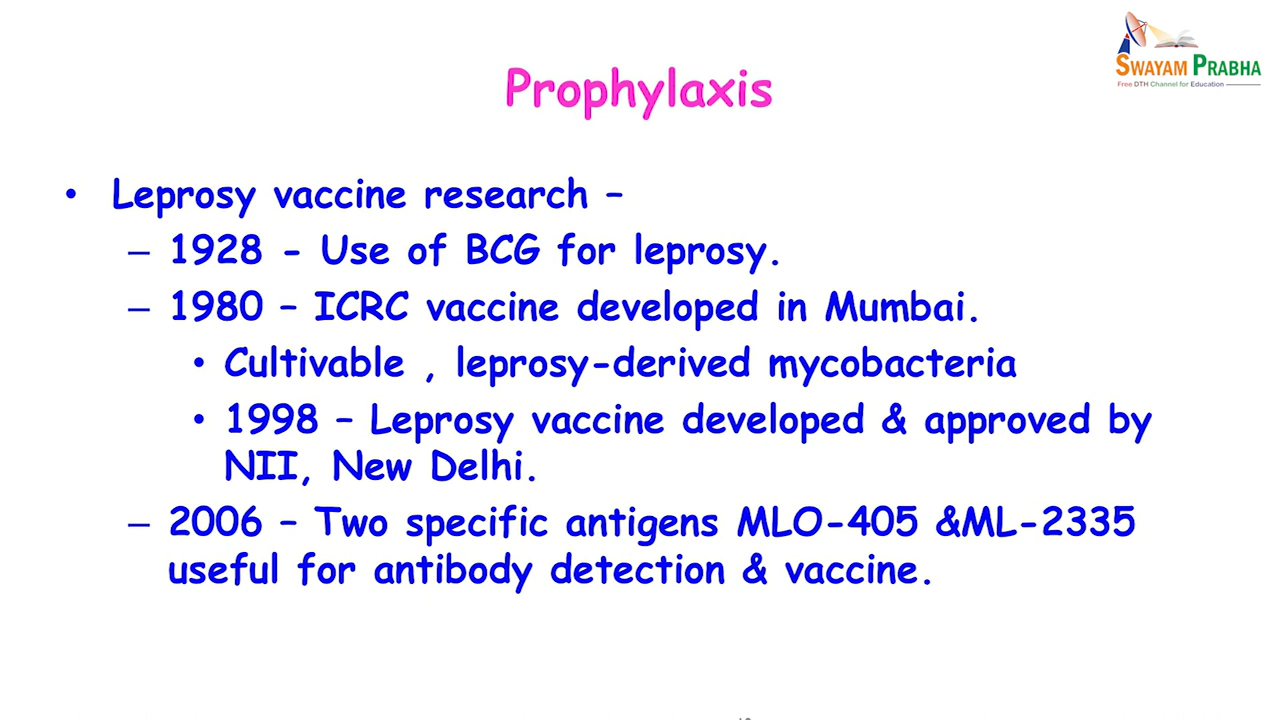 SWAYAM PRABHA
Free DTH Channel for Education
Prophylaxis
• Leprosy vaccine research –
– 1928 - Use of BCG for leprosy.
– 1980 – ICRC vaccine developed in Mumbai.
• Cultivable , leprosy-derived mycobacteria
• 1998 – Leprosy vaccine developed & approved by
NII, New Delhi.
– 2006 – Two specific antigens MLO-405 &ML-2335
useful for antibody detection & vaccine.